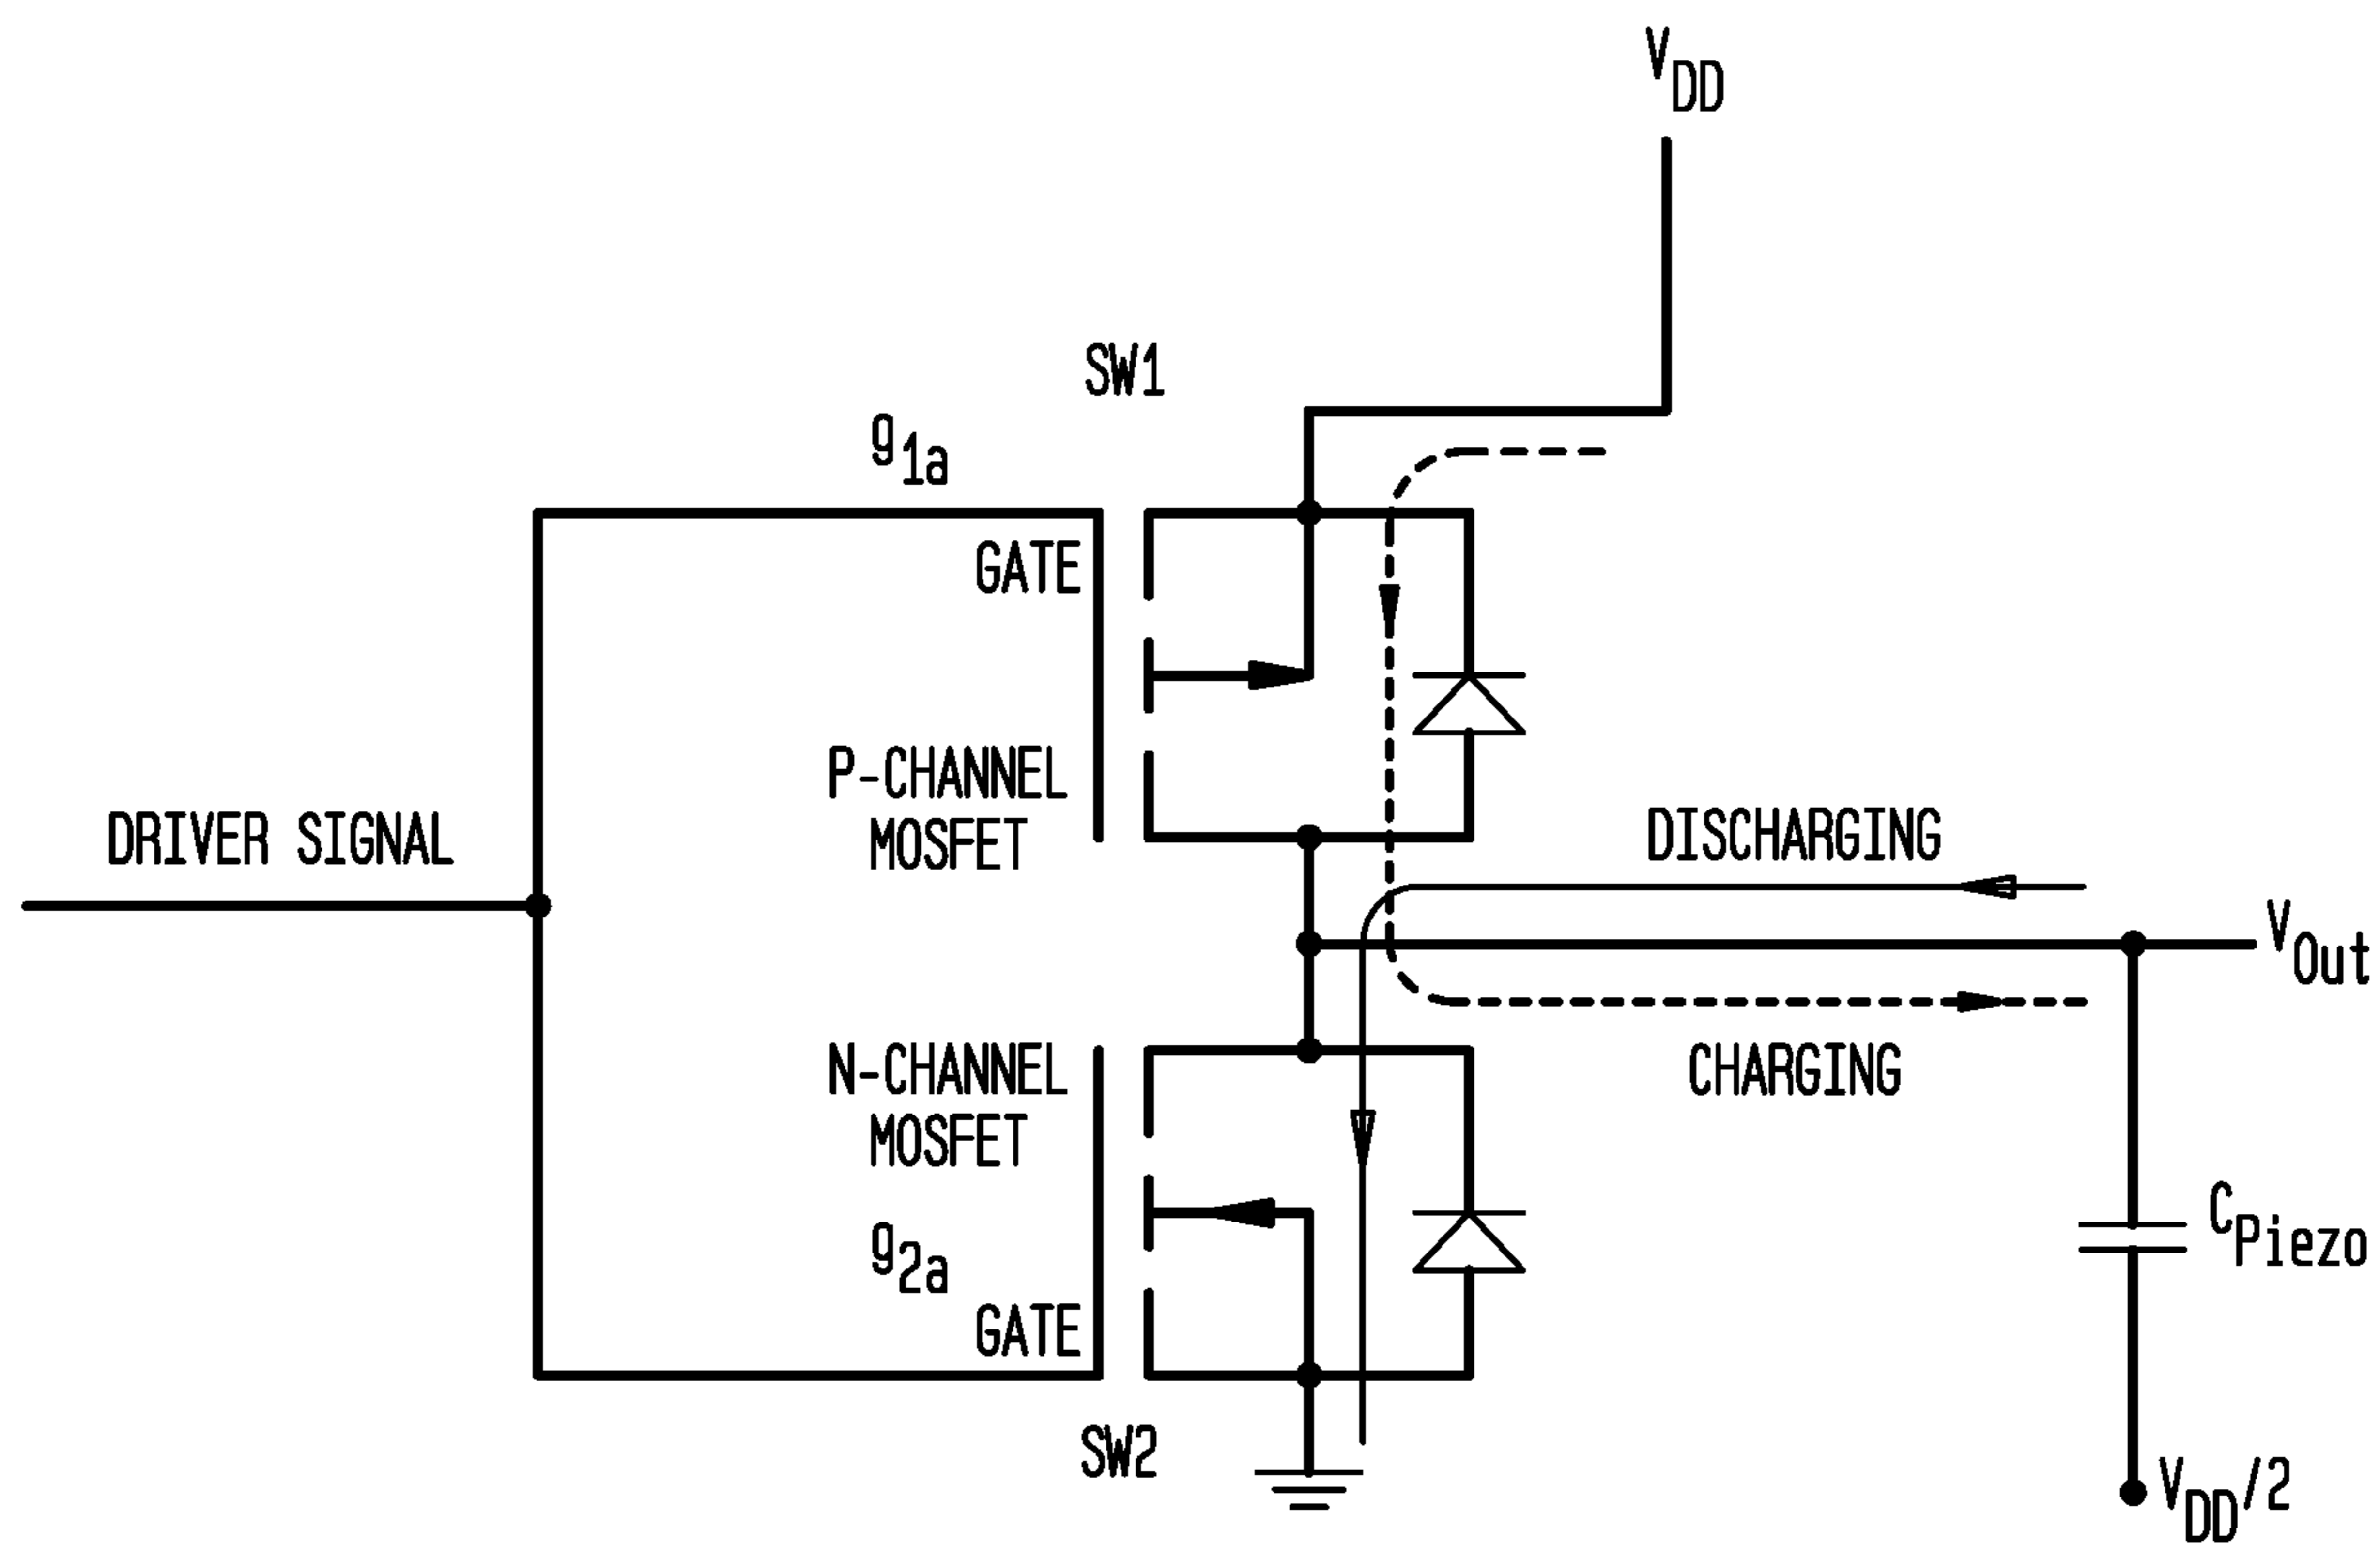 VDD
SW1
g1a
GATE
P-CHANNEL
MOSFET
DRIVER SIGNAL
DISCHARGING
VOut
N-CHANNEL
MOSFET
CHARGING
g2a
CPiezo
GATE
SW2
VDD/2